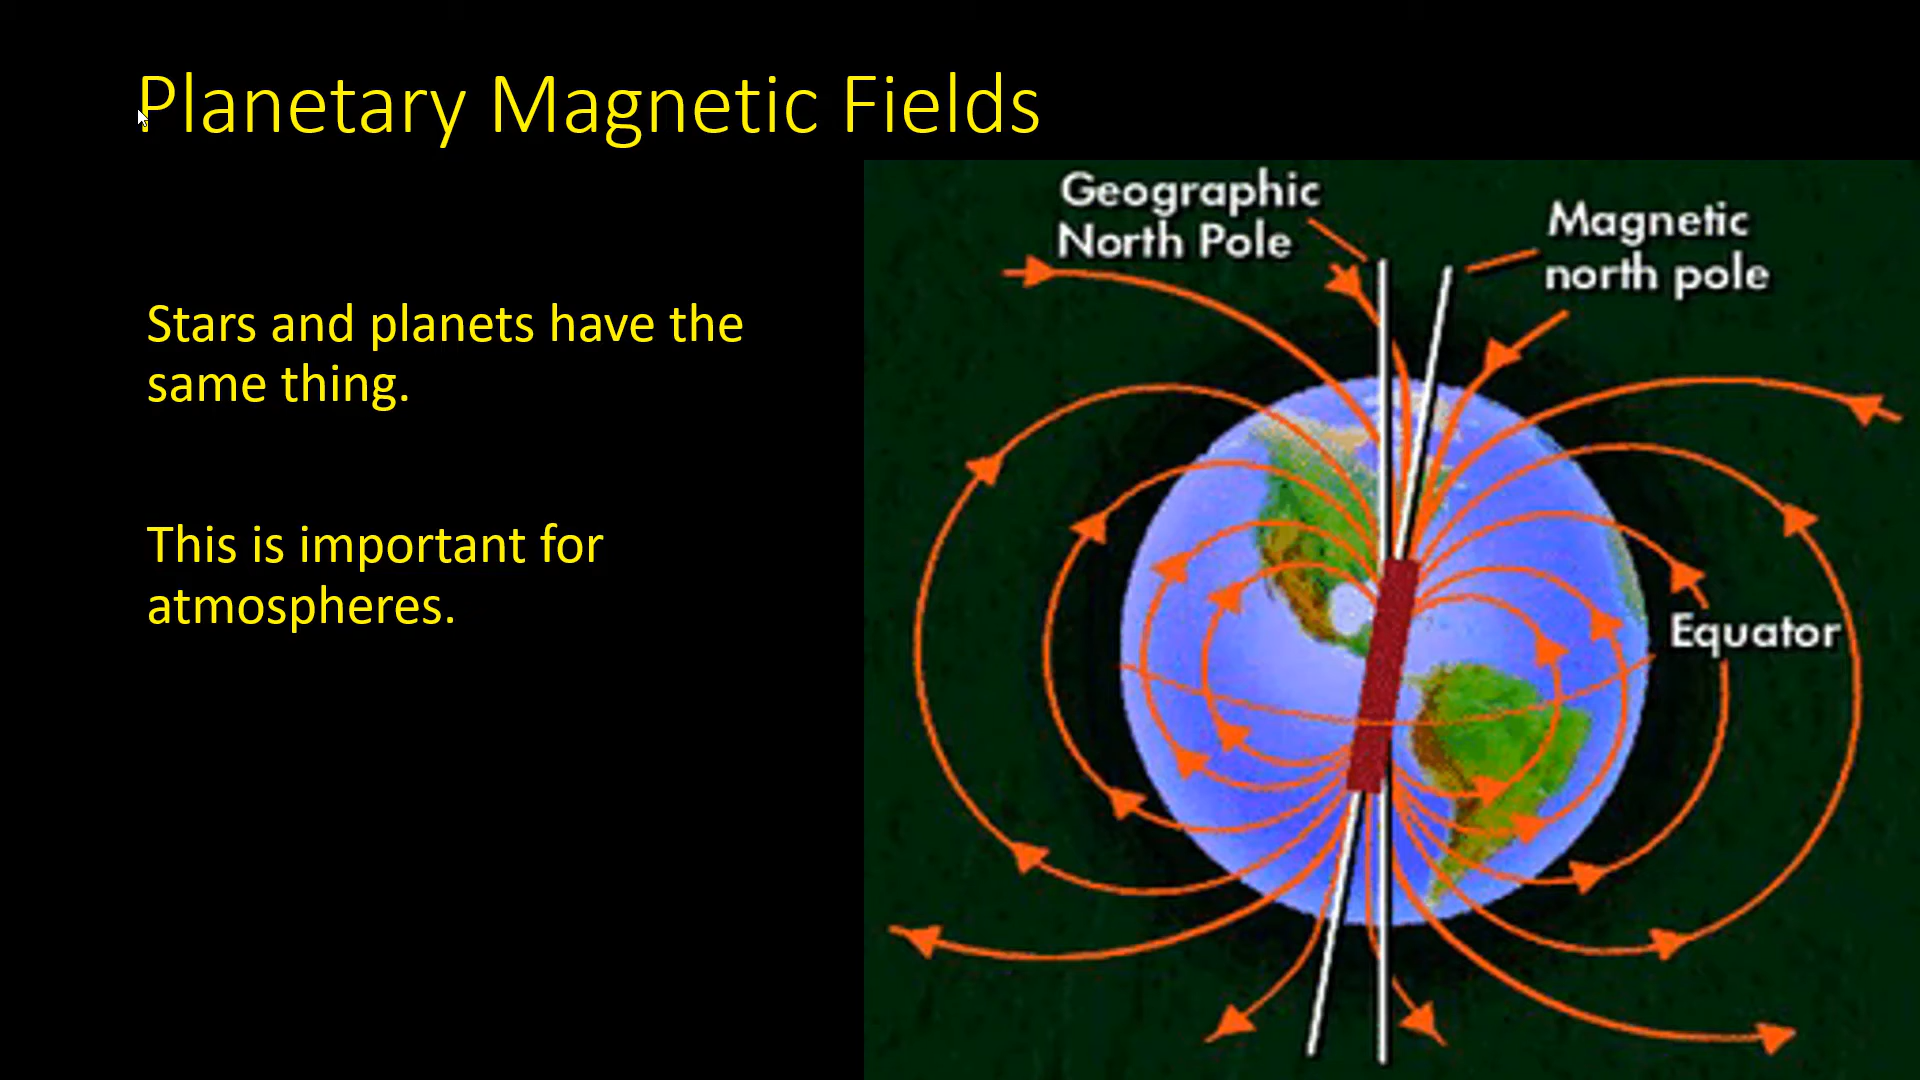 Planetary Magnetic Fields
Stars and planets have the
same thing.
This is important for
atmospheres.
Geographic
North Pole
Magnetic
north pole
Equator